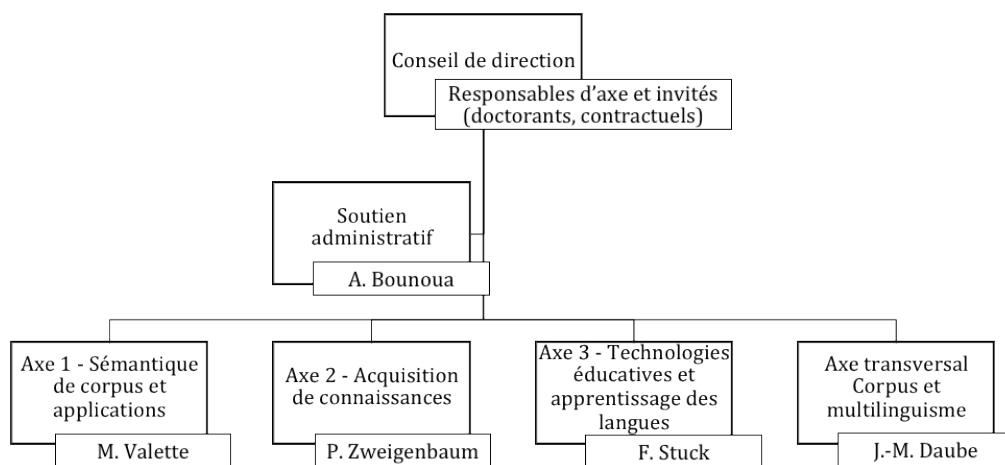 Conseil de direction
Responsables d'axe et invités
(doctorants, contractuels)
Soutien
administratif
A. Bounoua
Axe 1 - Sémantique
de corpus et
applications
M. Valette
Axe 2 - Acquisition
de connaissances
P. Zweigenbaum
Axe 3 - Technologies
éducatives et
apprentissage des
langues
F. Stuck
Axe transversal
Corpus et
multilinguisme
J.-M. Daube